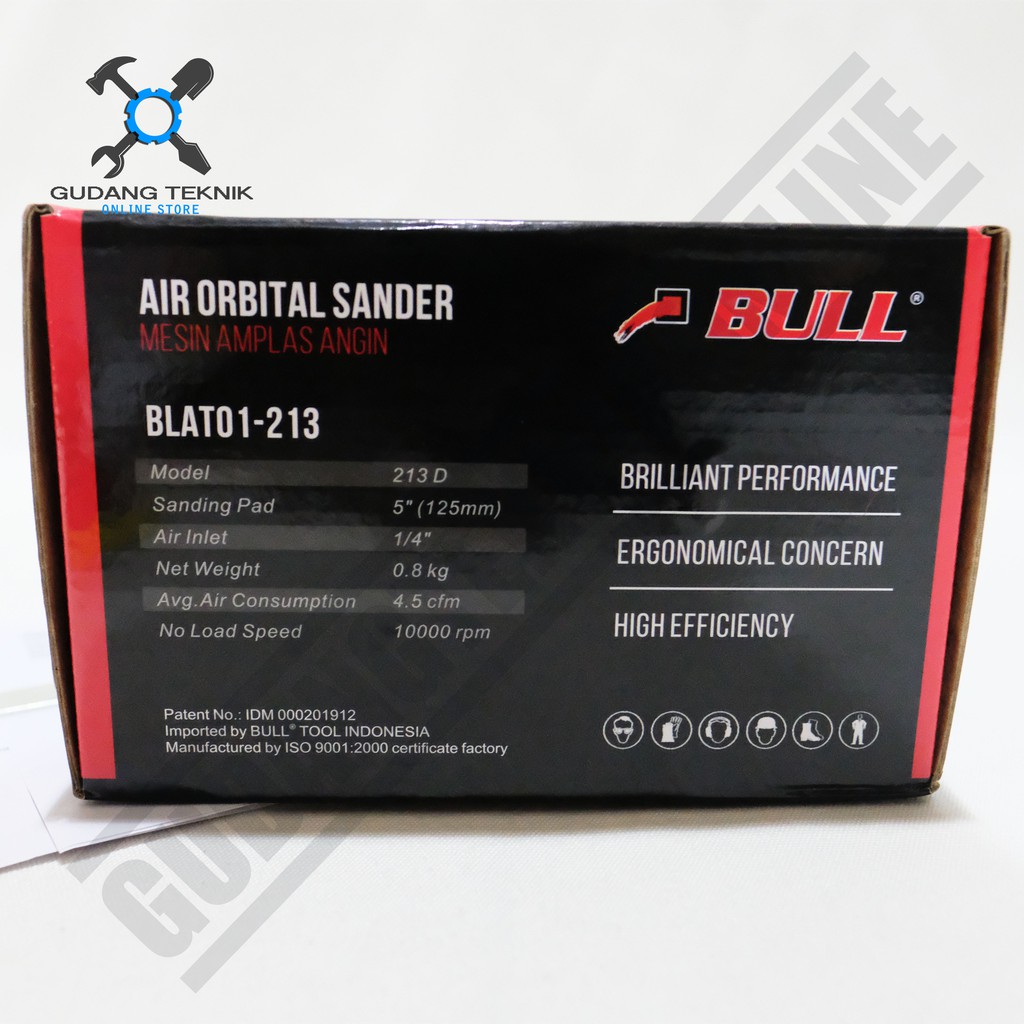 GUDANG TEKNIK
ONLINE STORE
AIR ORBITAL SANDER
MESIN AMPLAS ANGIN
BULL®
BLAT01-213
Model 213 D
Sanding Pad 5" (125mm)
Air Inlet 1/4"
Net Weight 0.8 kg
Avg.Air Consumption 4.5 cfm
No Load Speed 10000 rpm
BRILLIANT PERFORMANCE
ERGONOMICAL CONCERN
HIGH EFFICIENCY
Patent No.: IDM 000201912
Imported by BULL® TOOL INDONESIA
Manufactured by ISO 9001:2000 certificate factory